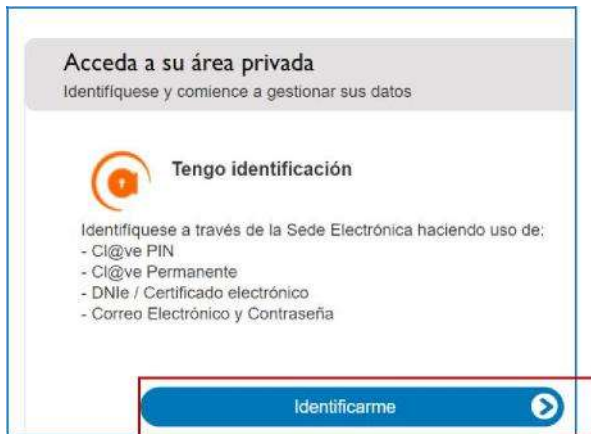 Acceda a su área privada
Identifíquese y comience a gestionar sus datos
Tengo identificación
Identifíquese a través de la Sede Electrónica haciendo uso de:
- Cl@ve PIN
- Cl@ve Permanente
- DNIe / Certificado electrónico
- Correo Electrónico y Contraseña
Identificarme